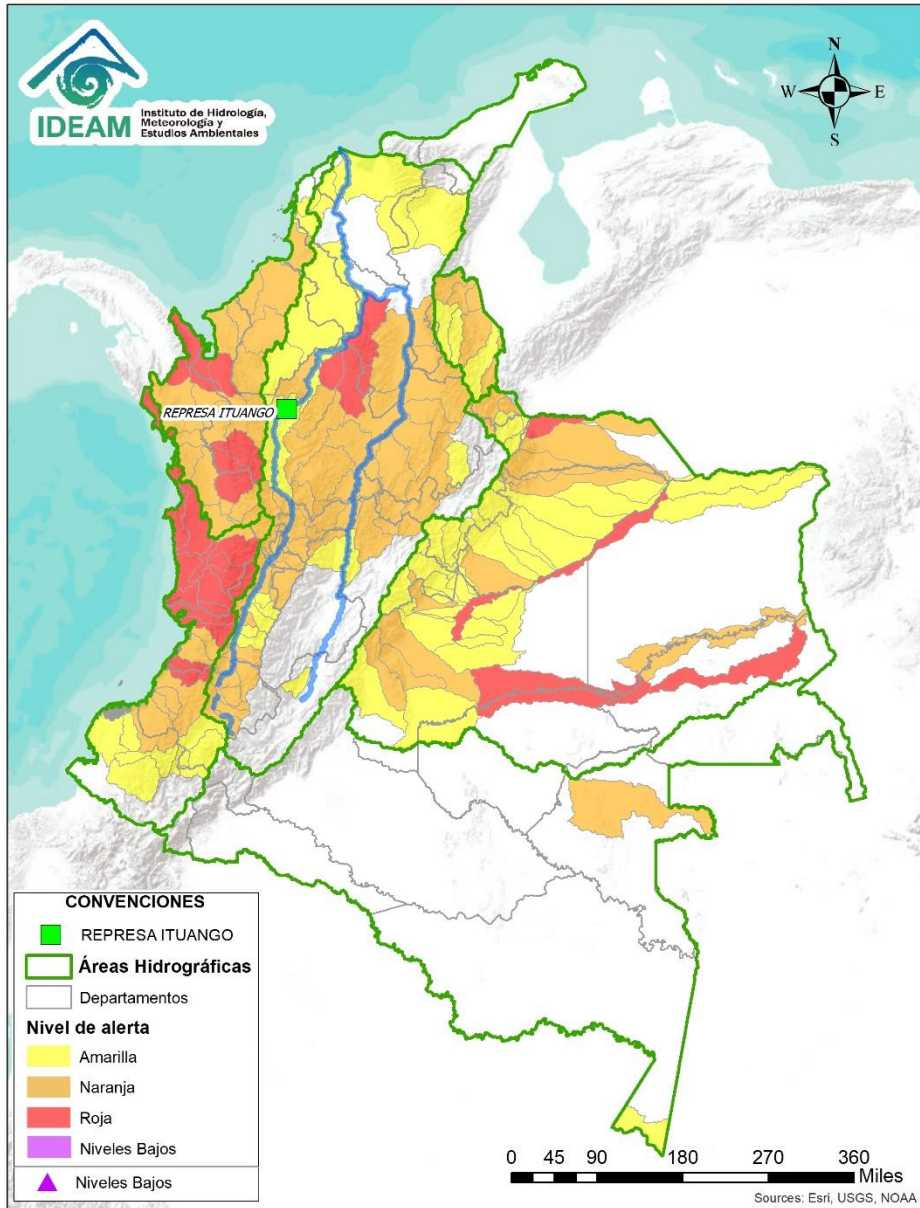 IDEAM
Instituto de Hidrología,
Meteorología y
Estudios Ambientales
N
W
E
S
REPRESA ITUANGO
CONVENCIONES
REPRESA ITUANGO
Áreas Hidrográficas
Departamentos
Nivel de alerta
Amarilla
Naranja
Roja
Niveles Bajos
Niveles Bajos
0 45 90 180 270 360
Miles
Sources: Esri, USGS, NOAA